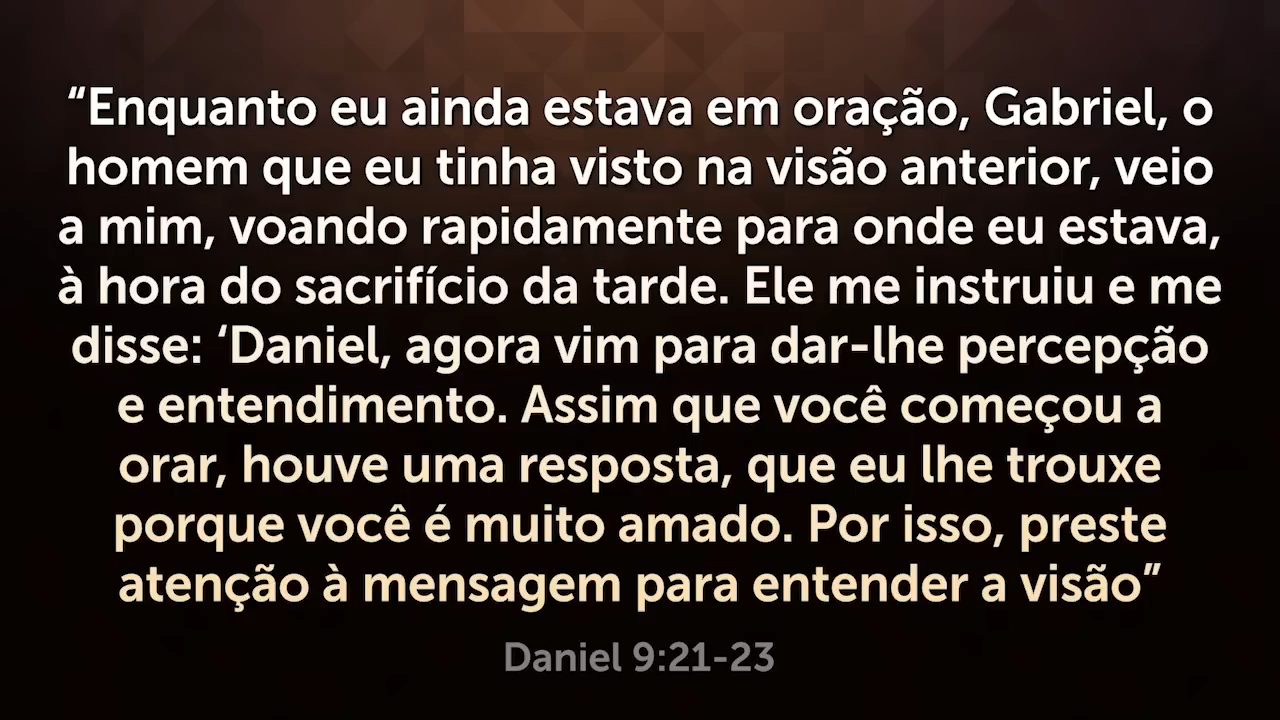 “Enquanto eu ainda estava em oração, Gabriel, o
homem que eu tinha visto na visão anterior, veio
a mim, voando rapidamente para onde eu estava,
à hora do sacrifício da tarde. Ele me instruiu e me
disse: ‘Daniel, agora vim para dar-lhe percepção
e entendimento. Assim que você começou a
orar, houve uma resposta, que eu lhe trouxe
porque você é muito amado. Por isso, preste
atenção à mensagem para entender a visão”
Daniel 9:21-23